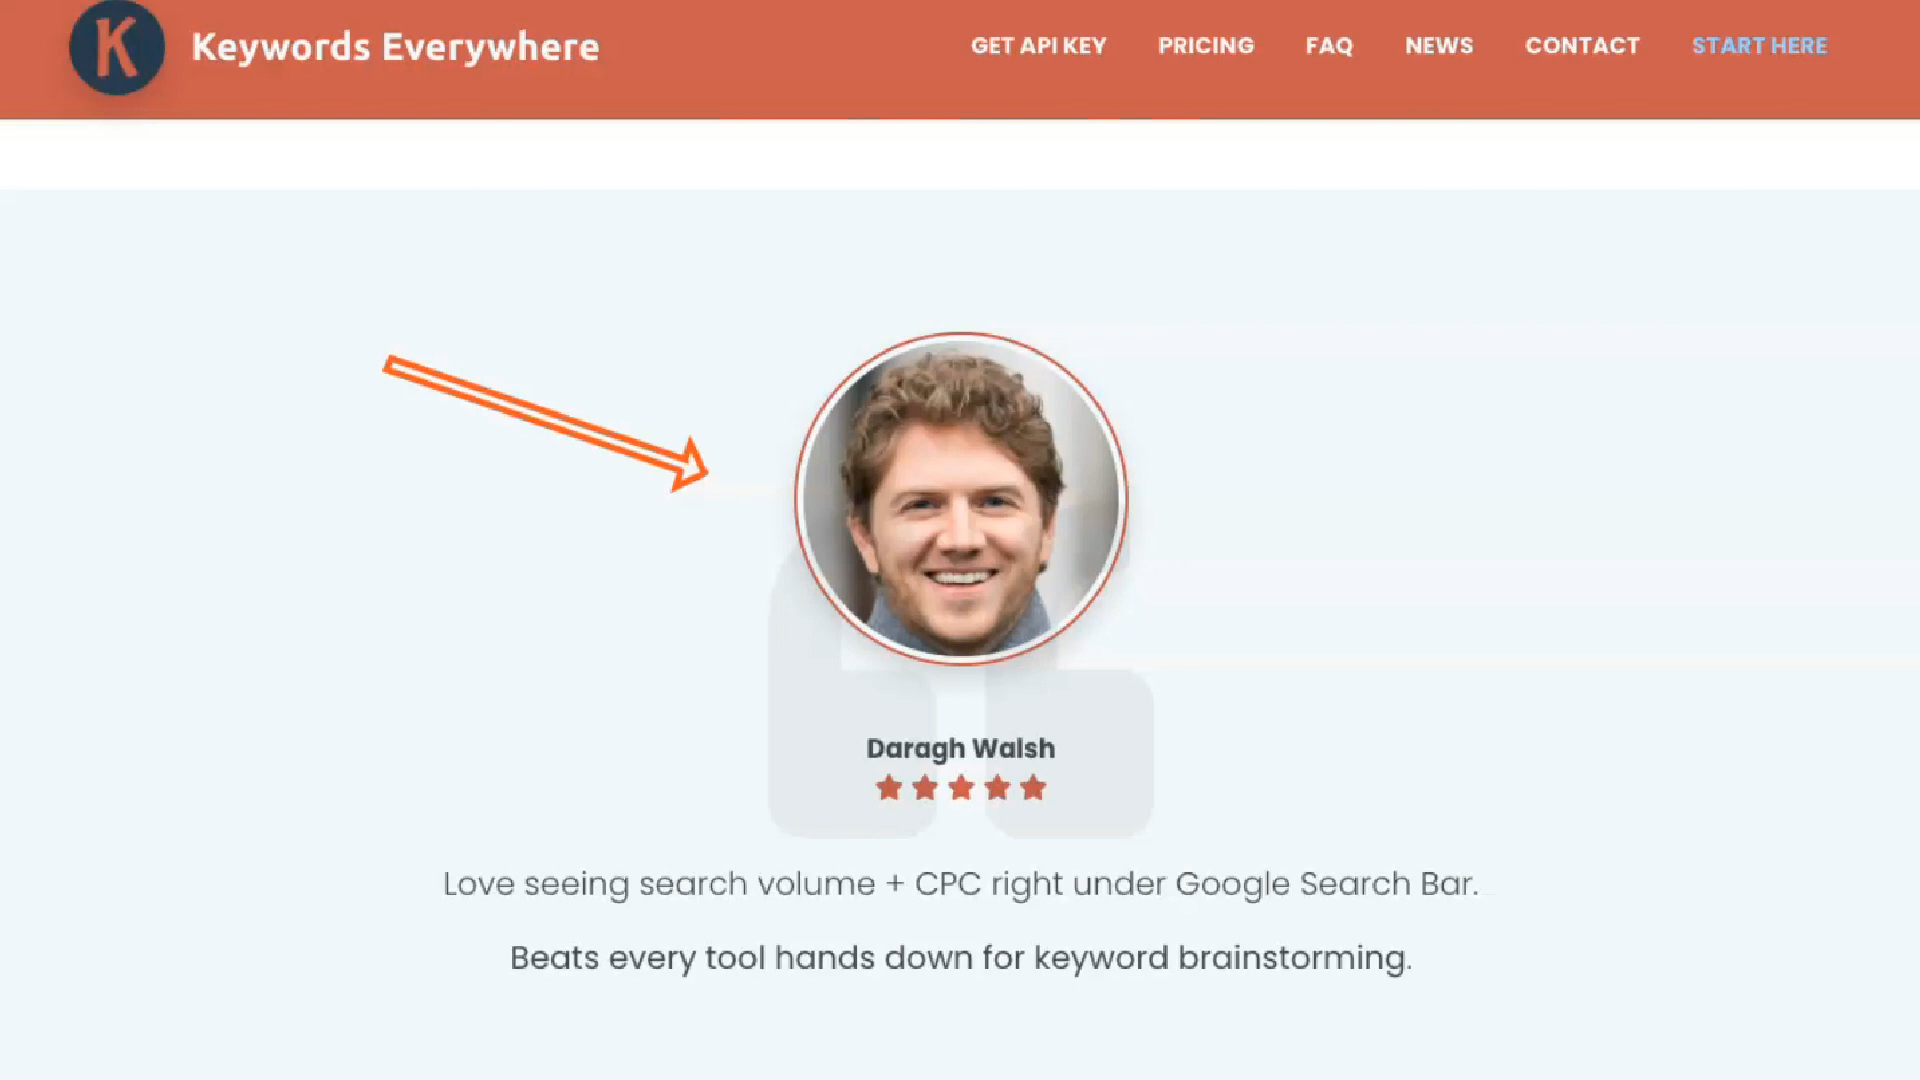 K Keywords Everywhere GET API KEY PRICING FAQ NEWS CONTACT START HERE
Daragh Walsh
Love seeing search volume + CPC right under Google Search Bar.
Beats every tool hands down for keyword brainstorming.